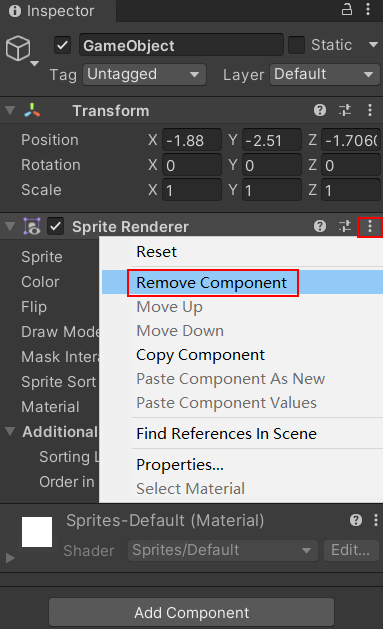 Inspector
GameObject
Static
Tag Untagged Layer Default
Transform
Position X -1.88 Y -2.51 Z -1.7060
Rotation X 0 Y 0 Z 0
Scale X 1 Y 1 Z 1
Sprite Renderer
Sprite
Color
Flip
Draw Mode
Mask Intera
Sprite Sort
Material
Additional
Sorting L
Order in
Reset
Remove Component
Move Up
Move Down
Copy Component
Paste Component As New
Paste Component Values
Find References In Scene
Properties...
Select Material
Sprites-Default (Material)
Shader Sprites/Default Edit...
Add Component